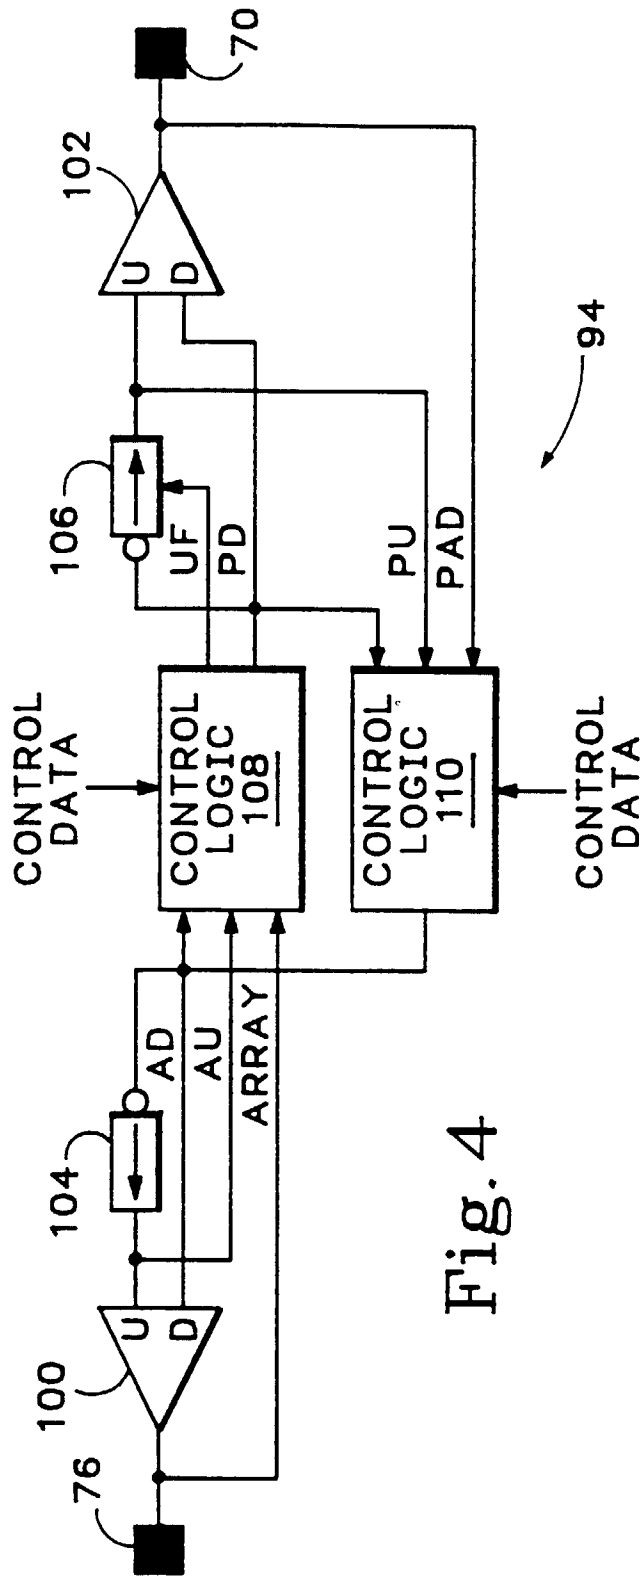 CONTROL
DATA
76
100
104
106
102
70
U
D
AD
AU
ARRAY
CONTROL
LOGIC
108
UF
PD
U
D
CONTROL
LOGIC
110
PU
PAD
CONTROL
DATA
94
Fig. 4